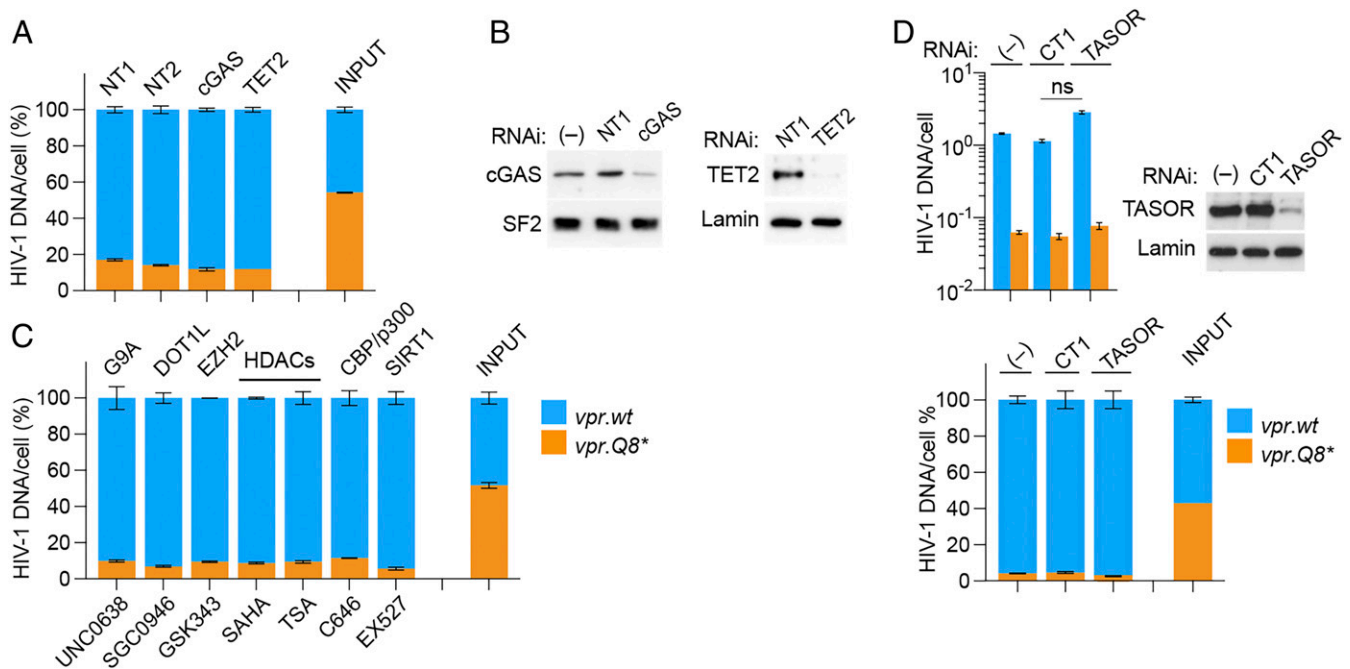 A
NT1 NT2 cGAS TET2 INPUT
HIV-1 DNA/cell (%)
100
80
60
40
20
0
B
RNAi: (–) NT1 cGAS
cGAS
SF2
RNAi: NT1 TET2
TET2
Lamin
C
G9A DOT1L EZH2 HDACs CBP/p300 SIRT1 INPUT
HIV-1 DNA/cell (%)
100
80
60
40
20
0
UNC0638 SGC0946 GSK343 SAHA TSA C646 EX527
vpr.wt
vpr.Q8*
D
RNAi: (–) CT1 TASOR
HIV-1 DNA/cell
10¹
10⁰
10⁻¹
10⁻²
ns
RNAi: (–) CT1 TASOR
TASOR
Lamin
(–) CT1 TASOR INPUT
HIV-1 DNA/cell %
100
80
60
40
20
0
vpr.wt
vpr.Q8*